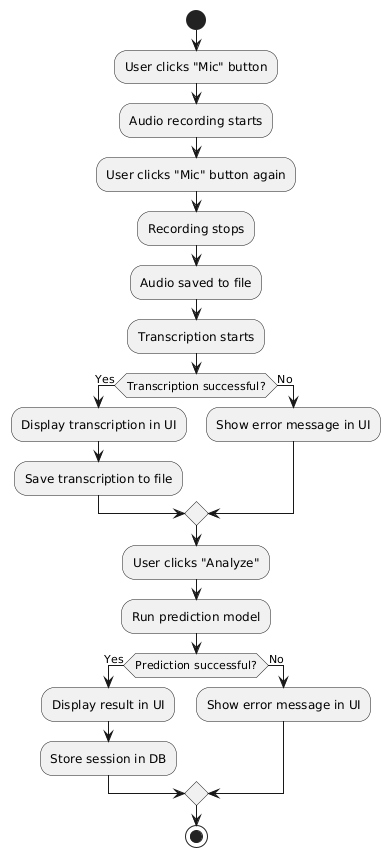 User clicks "Mic" button
Audio recording starts
User clicks "Mic" button again
Recording stops
Audio saved to file
Transcription starts
Yes
Transcription successful?
No
Display transcription in UI
Show error message in UI
Save transcription to file
User clicks "Analyze"
Run prediction model
Yes
Prediction successful?
No
Display result in UI
Show error message in UI
Store session in DB